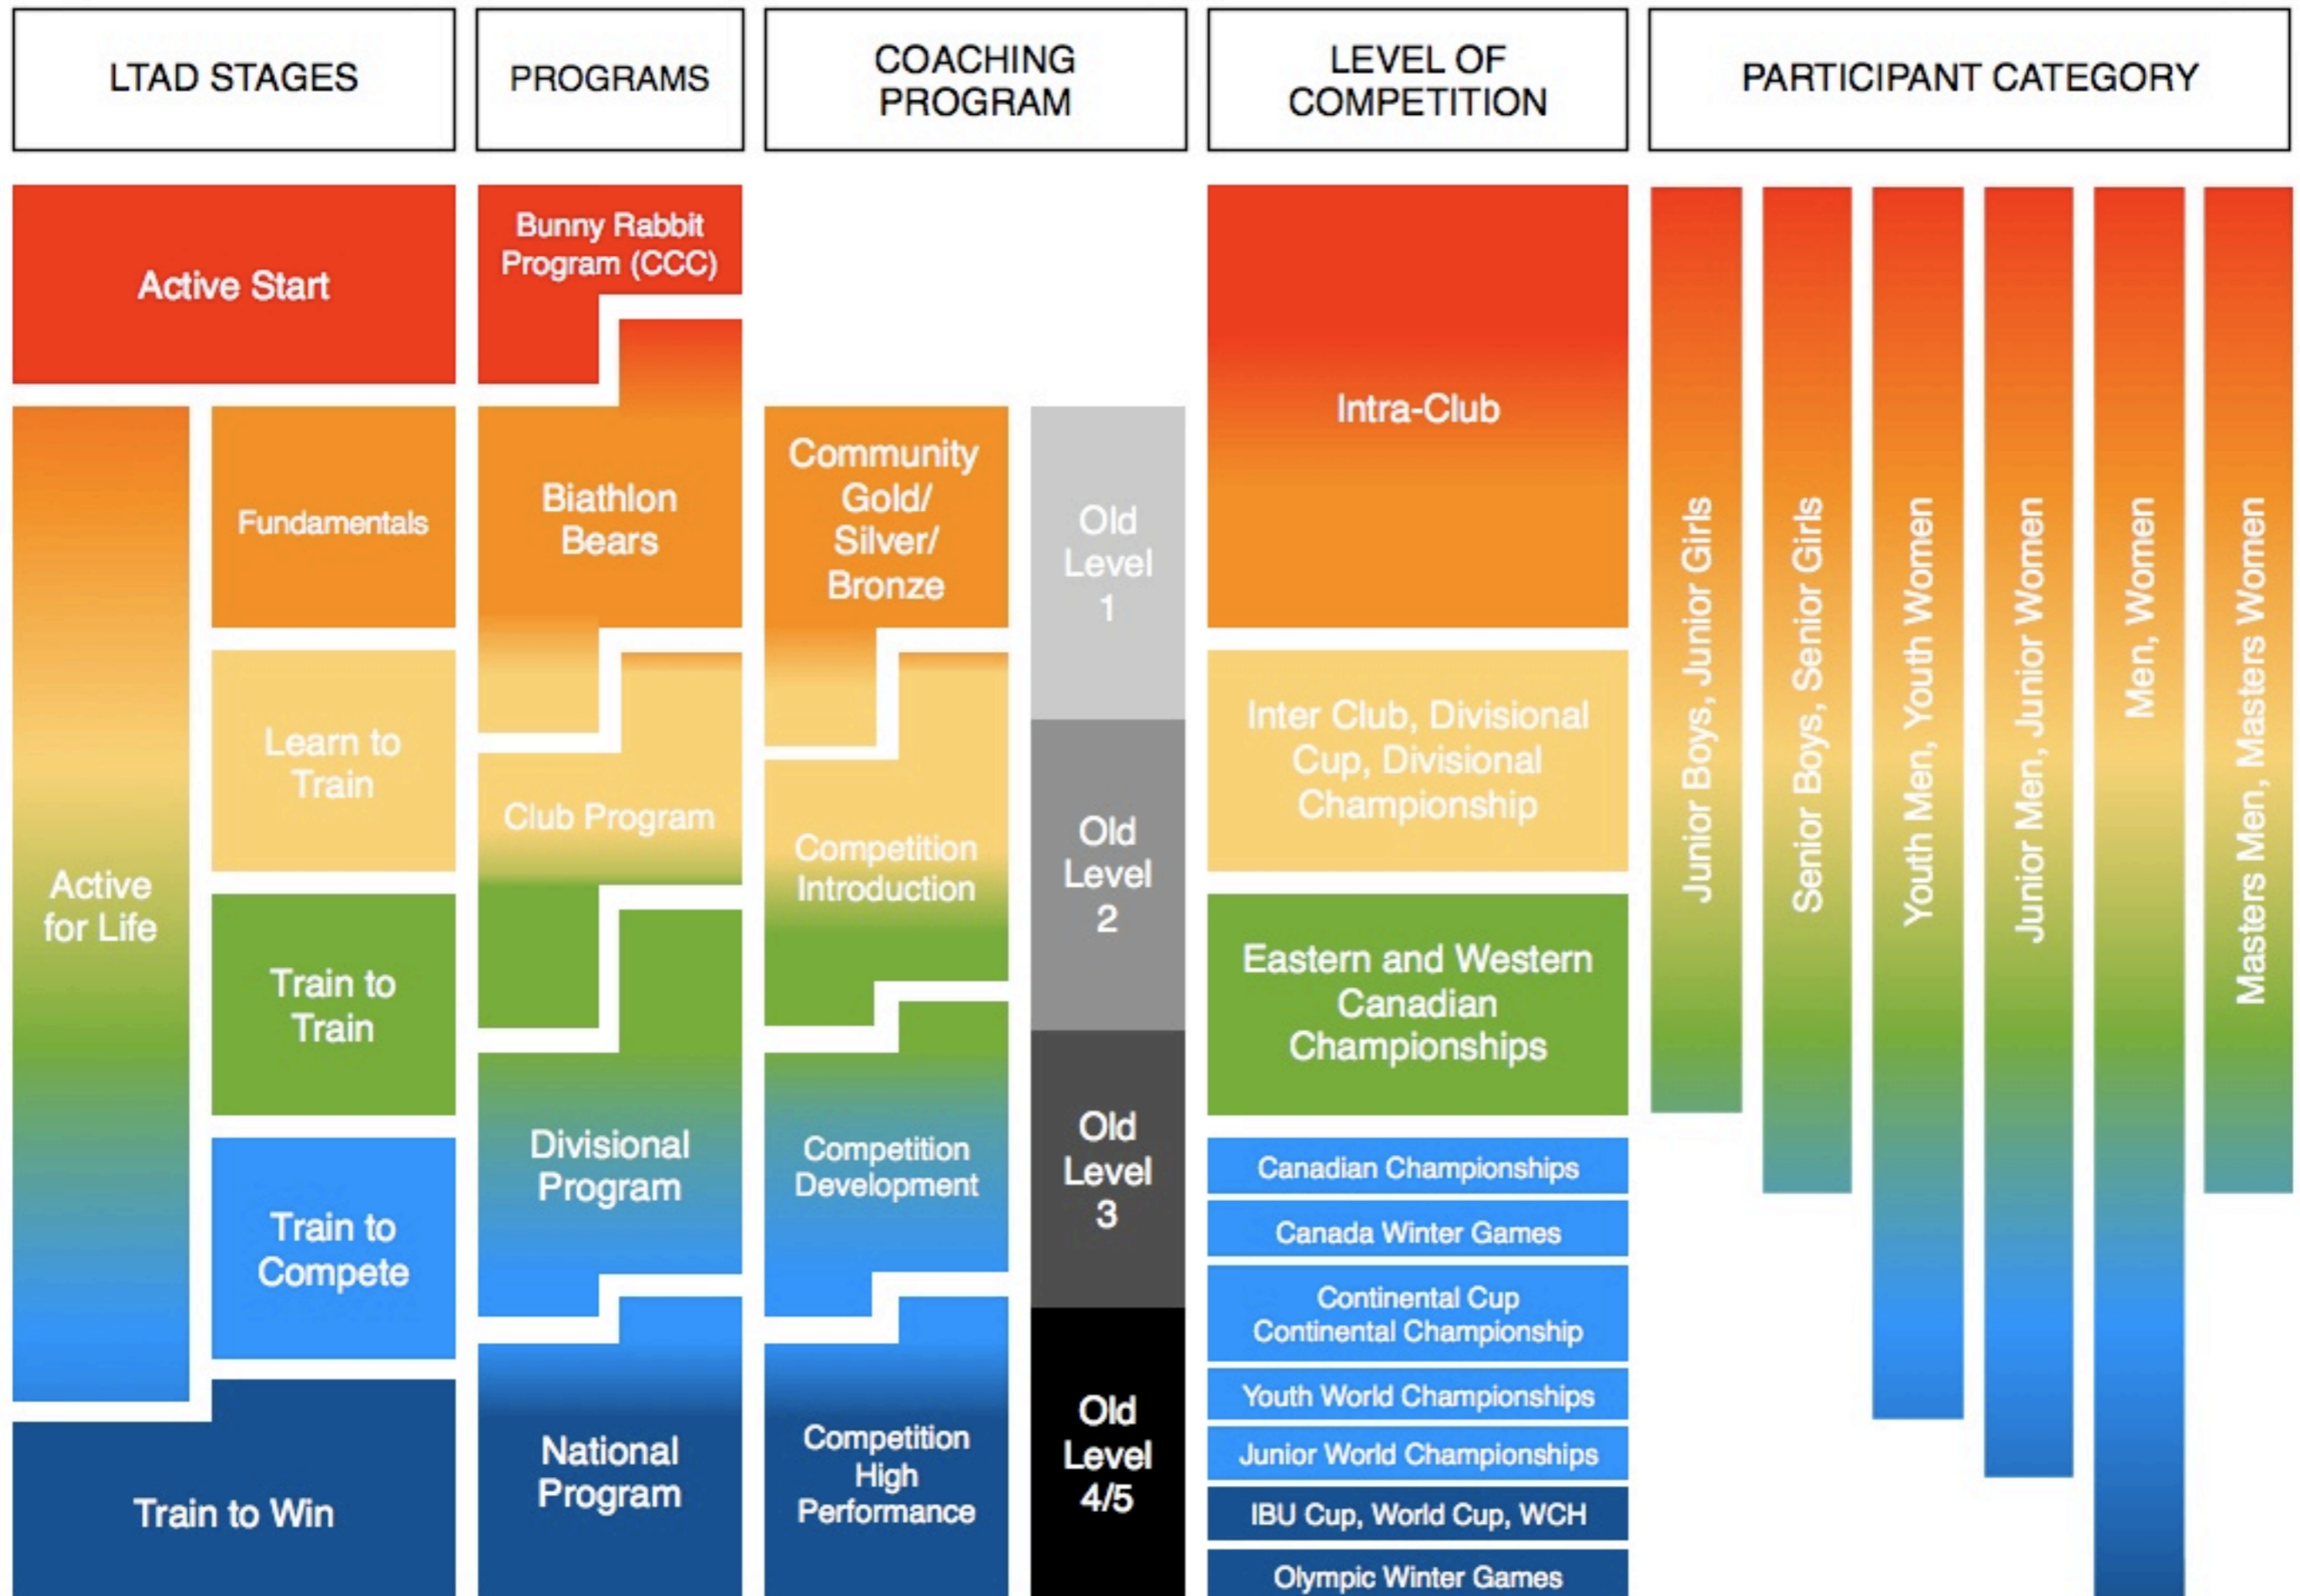 LTAD STAGES
PROGRAMS
COACHING
PROGRAM
LEVEL OF
COMPETITION
PARTICIPANT CATEGORY
Active Start
Active
for Life
Fundamentals
Learn to
Train
Train to
Train
Train to
Compete
Train to Win
Bunny Rabbit
Program (CCC)
Biathlon
Bears
Club Program
Divisional
Program
National
Program
Community
Gold/
Silver/
Bronze
Competition
Introduction
Competition
Development
Competition
High
Performance
Old
Level
1
Old
Level
2
Old
Level
3
Old
Level
4/5
Intra-Club
Inter Club, Divisional
Cup, Divisional
Championship
Eastern and Western
Canadian
Championships
Canadian Championships
Canada Winter Games
Continental Cup
Continental Championship
Youth World Championships
Junior World Championships
IBU Cup, World Cup, WCH
Olympic Winter Games
Junior Boys, Junior Girls
Senior Boys, Senior Girls
Youth Men, Youth Women
Junior Men, Junior Women
Men, Women
Masters Men, Masters Women